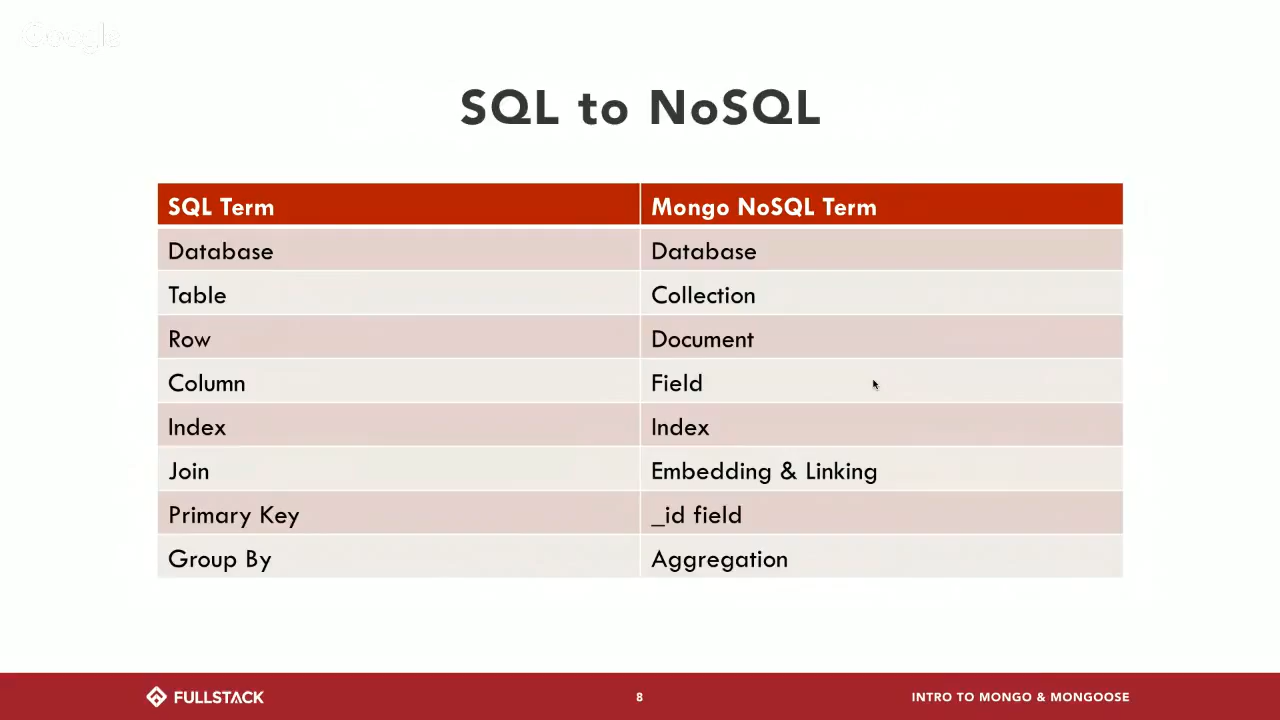 Google
SQL to NoSQL
SQL Term Mongo NoSQL Term
Database Database
Table Collection
Row Document
Column Field
Index Index
Join Embedding & Linking
Primary Key _id field
Group By Aggregation
FULLSTACK 8 INTRO TO MONGO & MONGOOSE